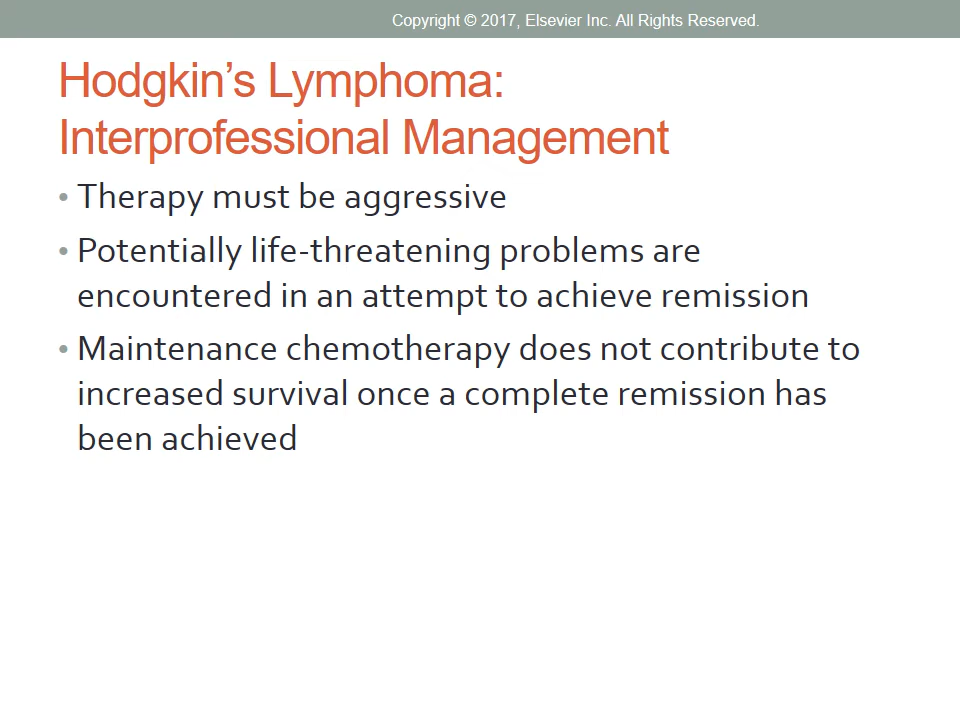 Copyright © 2017, Elsevier Inc. All Rights Reserved.
Hodgkin’s Lymphoma:
Interprofessional Management
• Therapy must be aggressive
• Potentially life-threatening problems are
encountered in an attempt to achieve remission
• Maintenance chemotherapy does not contribute to
increased survival once a complete remission has
been achieved